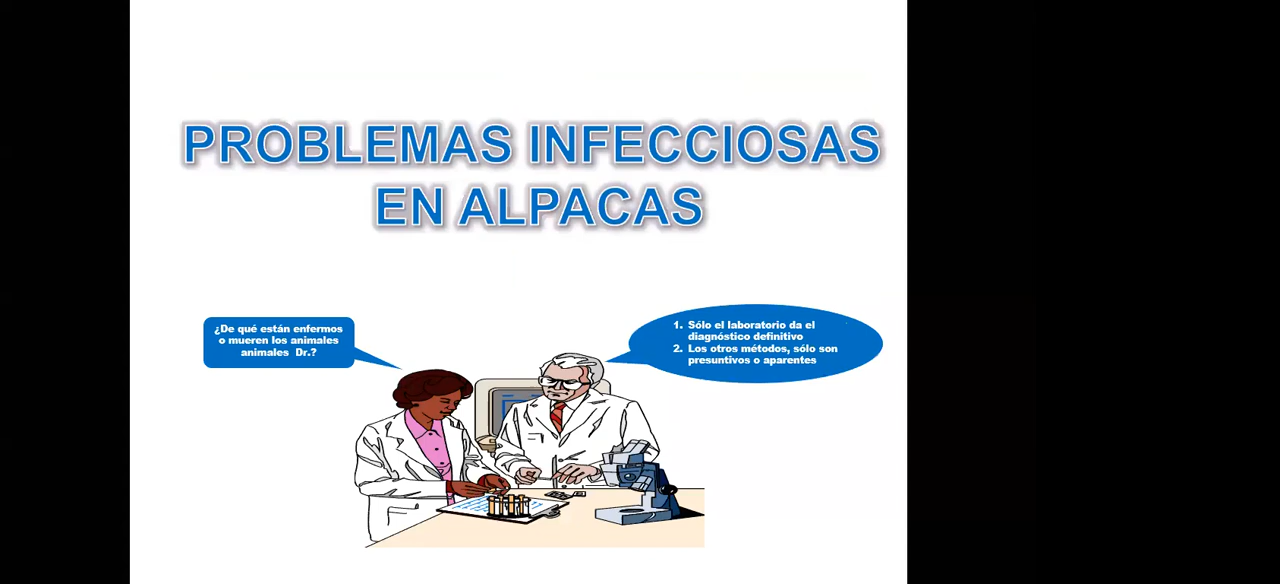 PROBLEMAS INFECCIOSAS
EN ALPACAS
¿De qué están enfermos
o mueren los animales
animales Dr.?
1. Sólo el laboratorio da el
diagnóstico definitivo
2. Los otros métodos, sólo son
presuntivos o aparentes